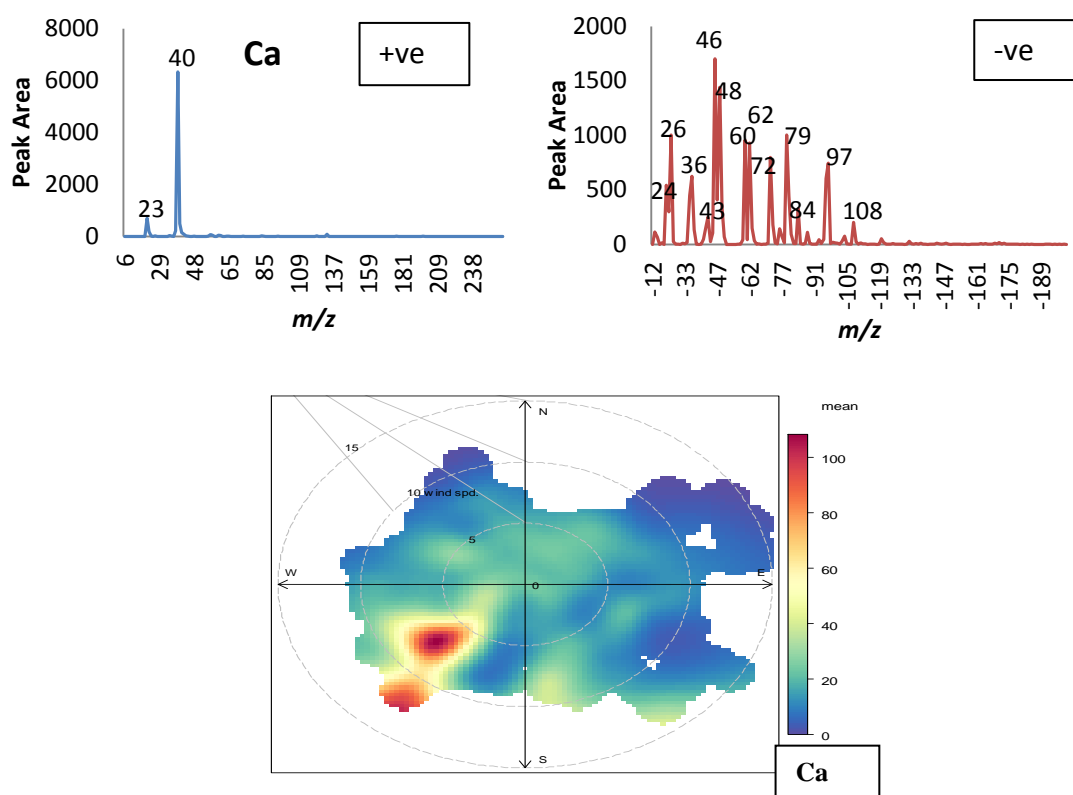 8000
6000
4000
2000
0
Peak Area
40
Ca
+ve
23
6 29 48 65 85 109 137 159 181 209 238
m/z
2000
1500
1000
500
0
Peak Area
46
-ve
48
26
62
60
79
36
72
97
24
43
84
108
-12 -33 -47 -62 -77 -91 -105 -119 -133 -147 -161 -175 -189
m/z
mean
N
15
10 wind spd.
5
W
0
E
S
100
80
60
40
20
0
Ca